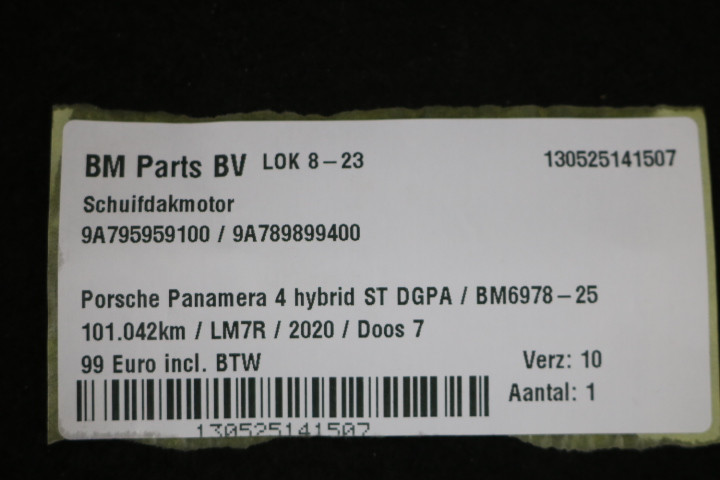 BM Parts BV LOK 8-23 130525141507
Schuifdakmotor
9A795959100 / 9A789899400
Porsche Panamera 4 hybrid ST DGPA / BM6978-25
101.042km / LM7R / 2020 / Doos 7
99 Euro incl. BTW Verz: 10
Aantal: 1
130525141507